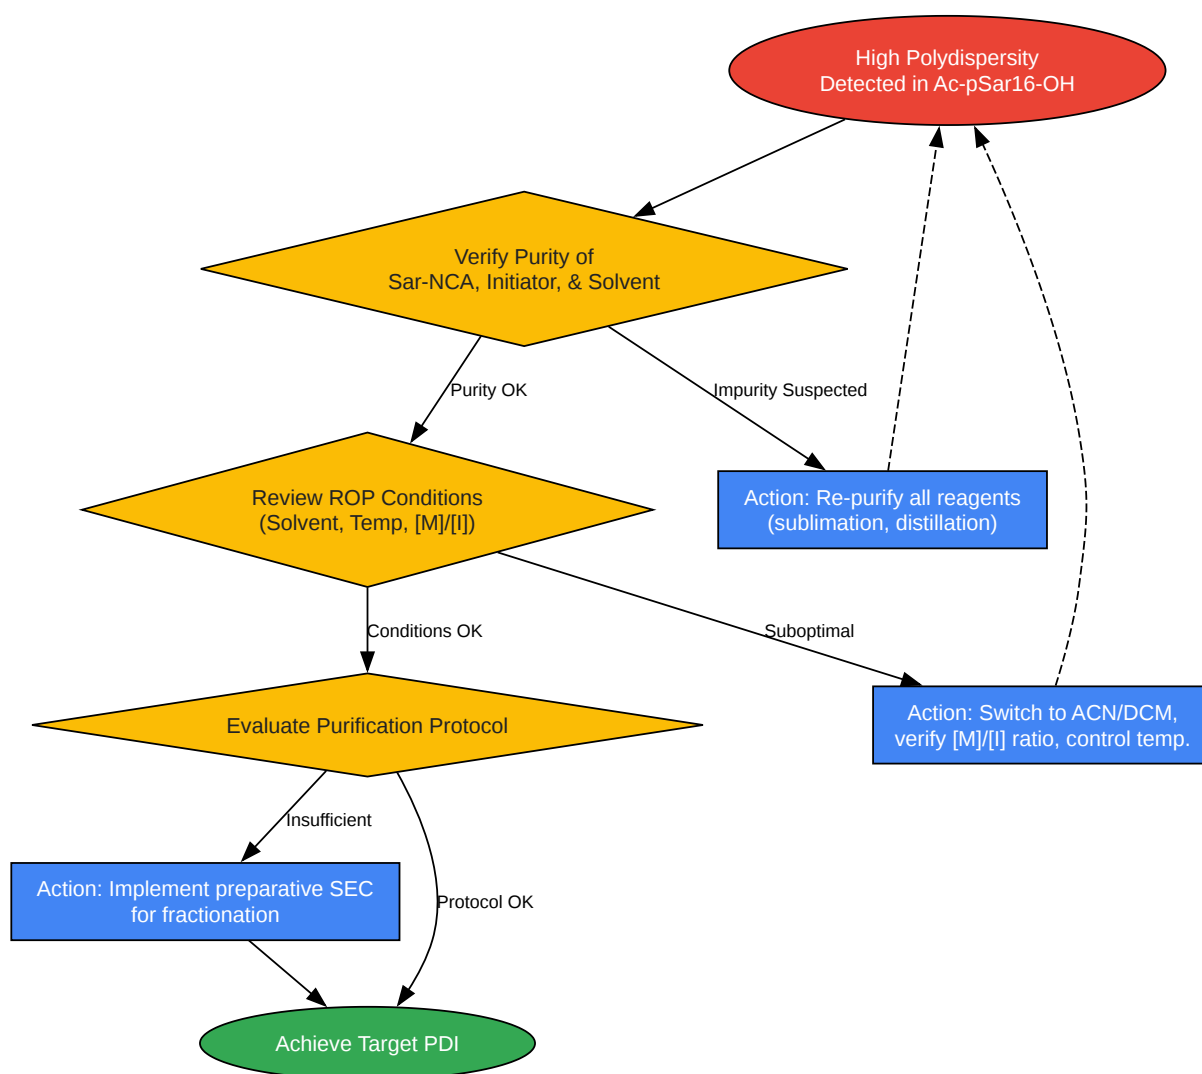 High Polydispersity
Detected in Ac-pSar16-OH
Verify Purity of
Sar-NCA, Initiator, & Solvent
Purity OK
Impurity Suspected
Review ROP Conditions
(Solvent, Temp, [M]/[I])
Action: Re-purify all reagents
(sublimation, distillation)
Conditions OK
Suboptimal
Evaluate Purification Protocol
Action: Switch to ACN/DCM,
verify [M]/[I] ratio, control temp.
Insufficient
Action: Implement preparative SEC
for fractionation
Protocol OK
Achieve Target PDI